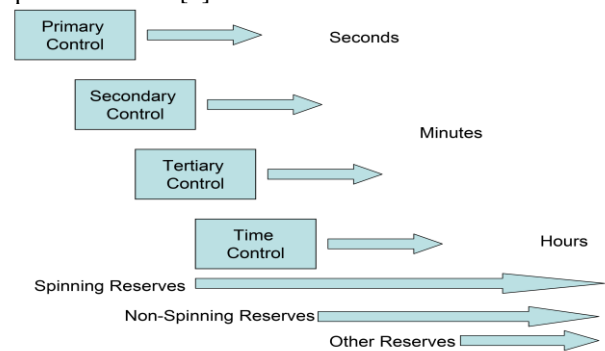 Primary
Control
Seconds
Secondary
Control
Minutes
Tertiary
Control
Time
Control
Hours
Spinning Reserves
Non-Spinning Reserves
Other Reserves